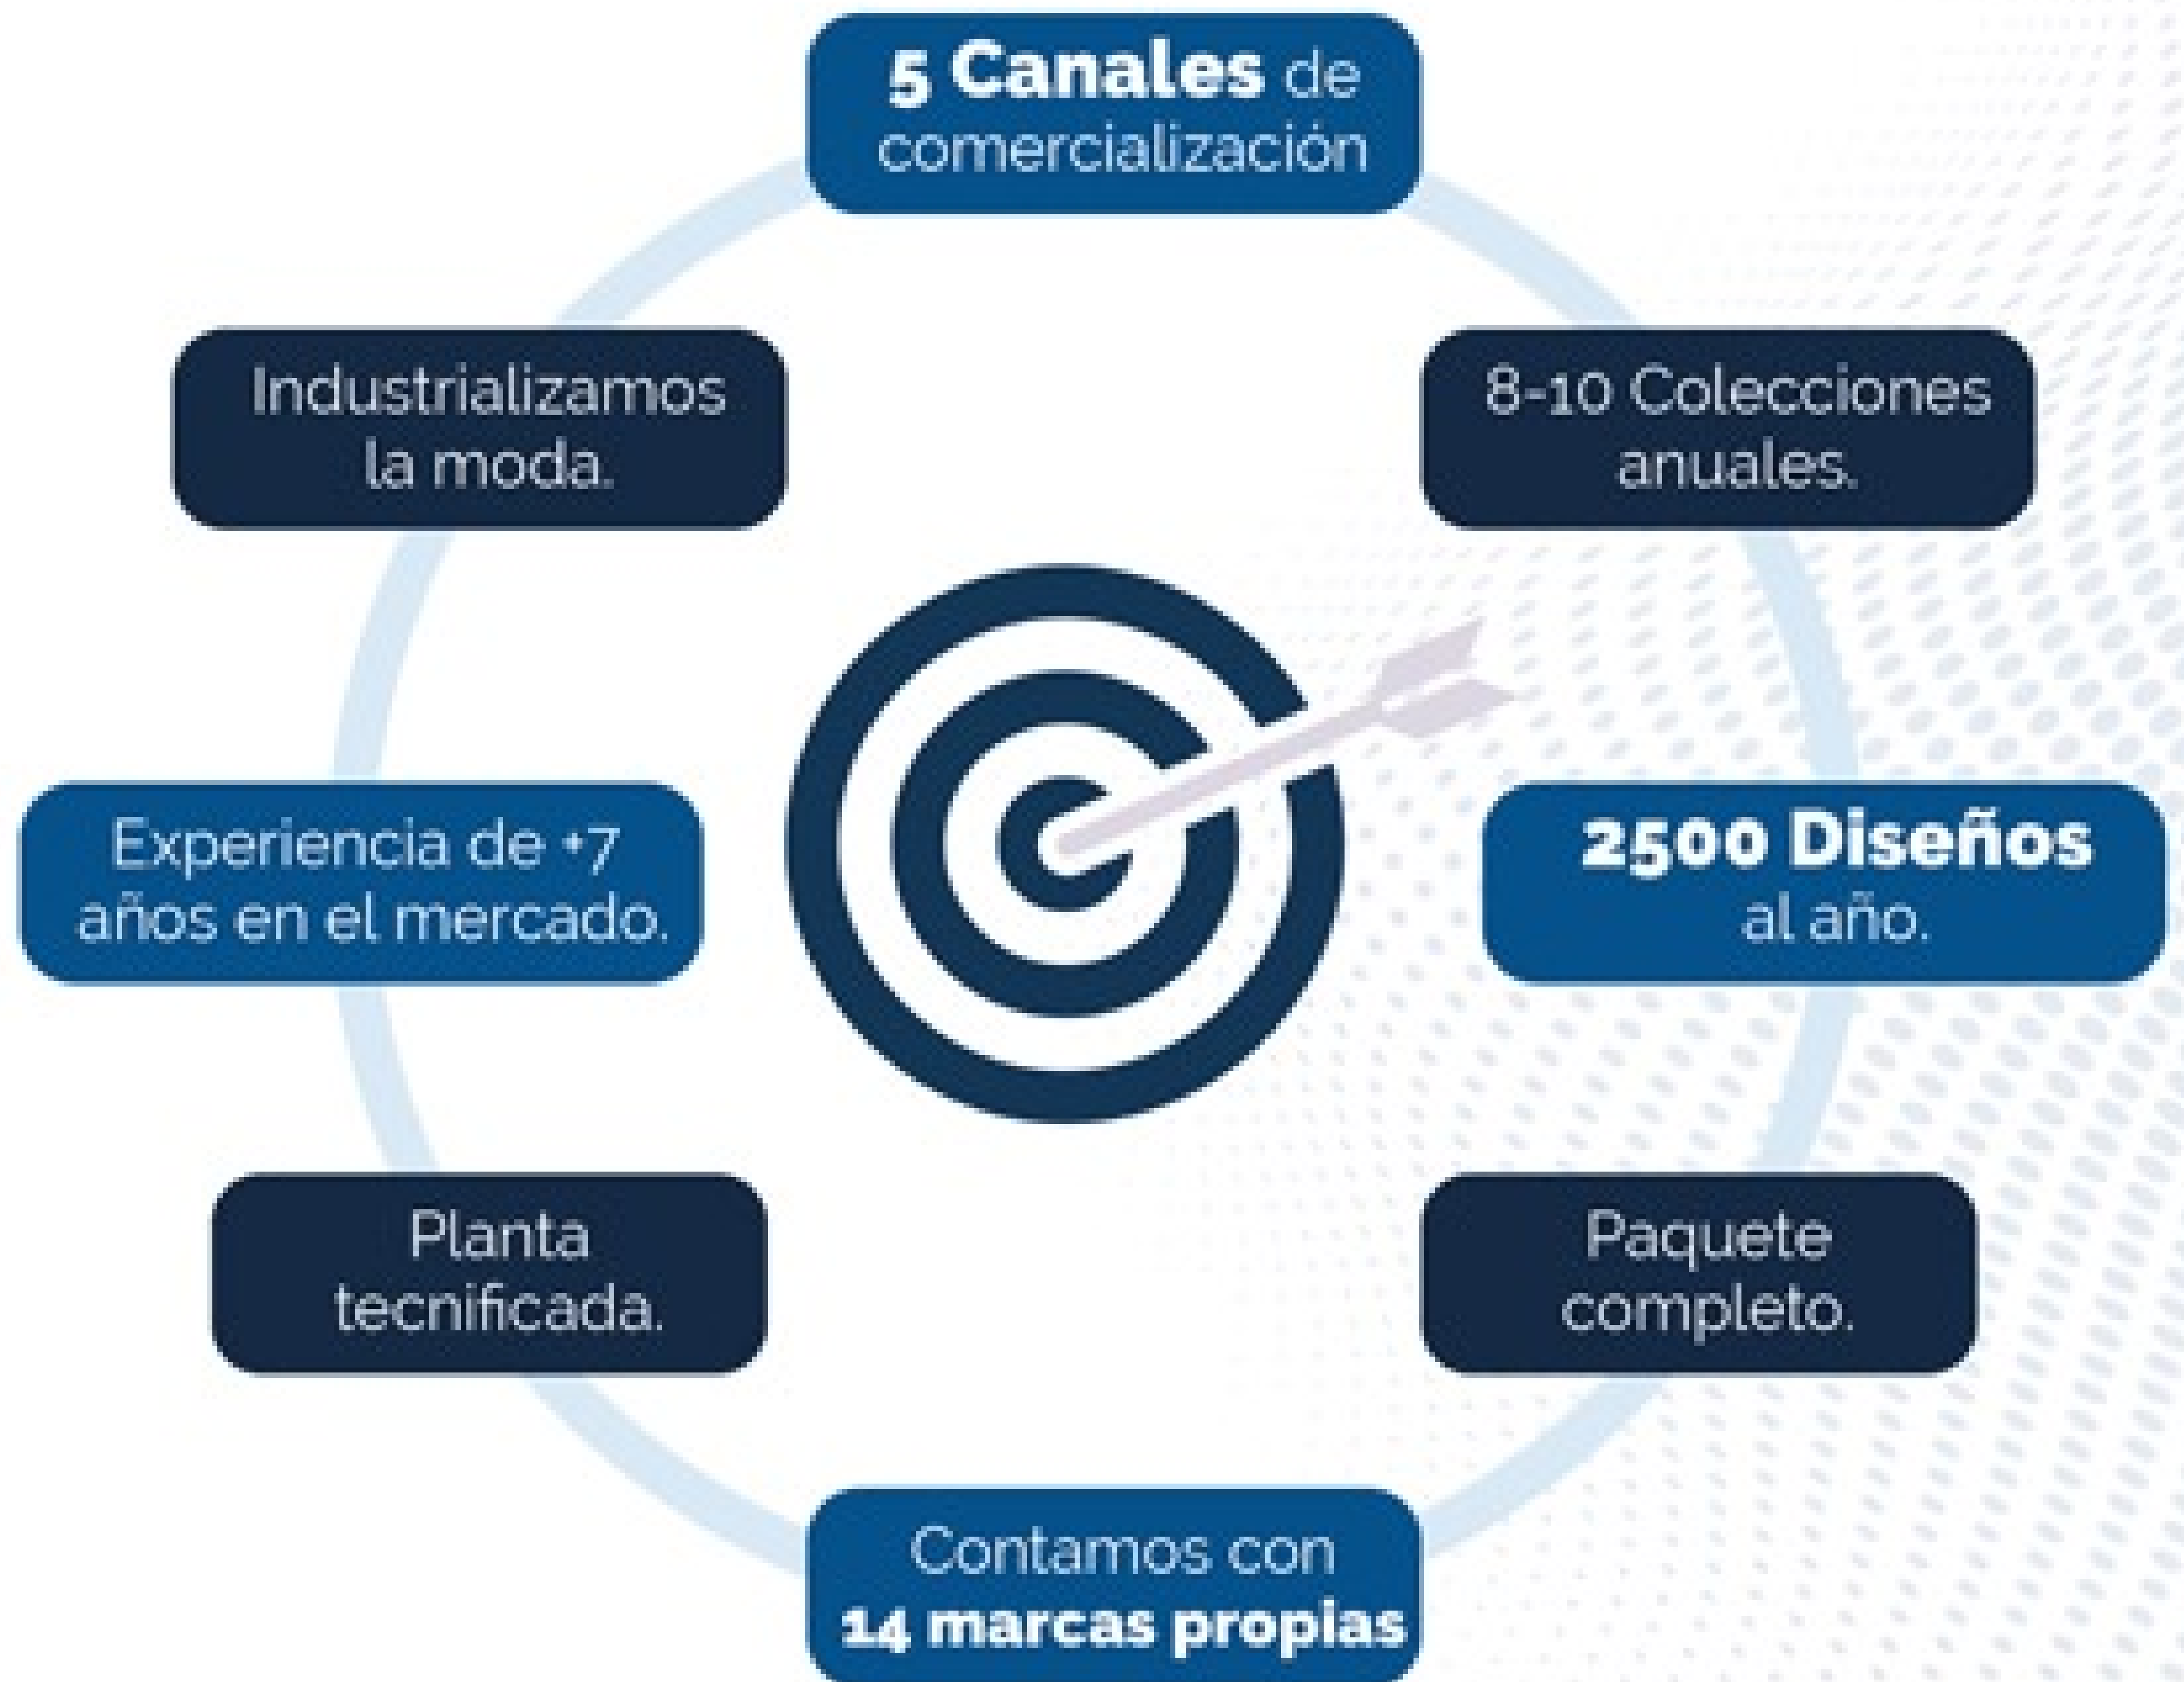 5 Canales de
comercialización
Industrializamos
la moda.
8-10 Colecciones
anuales.
Experiencia de +7
años en el mercado.
2500 Diseños
al año.
Planta
tecnificada.
Paquete
completo.
Contamos con
14 marcas propias